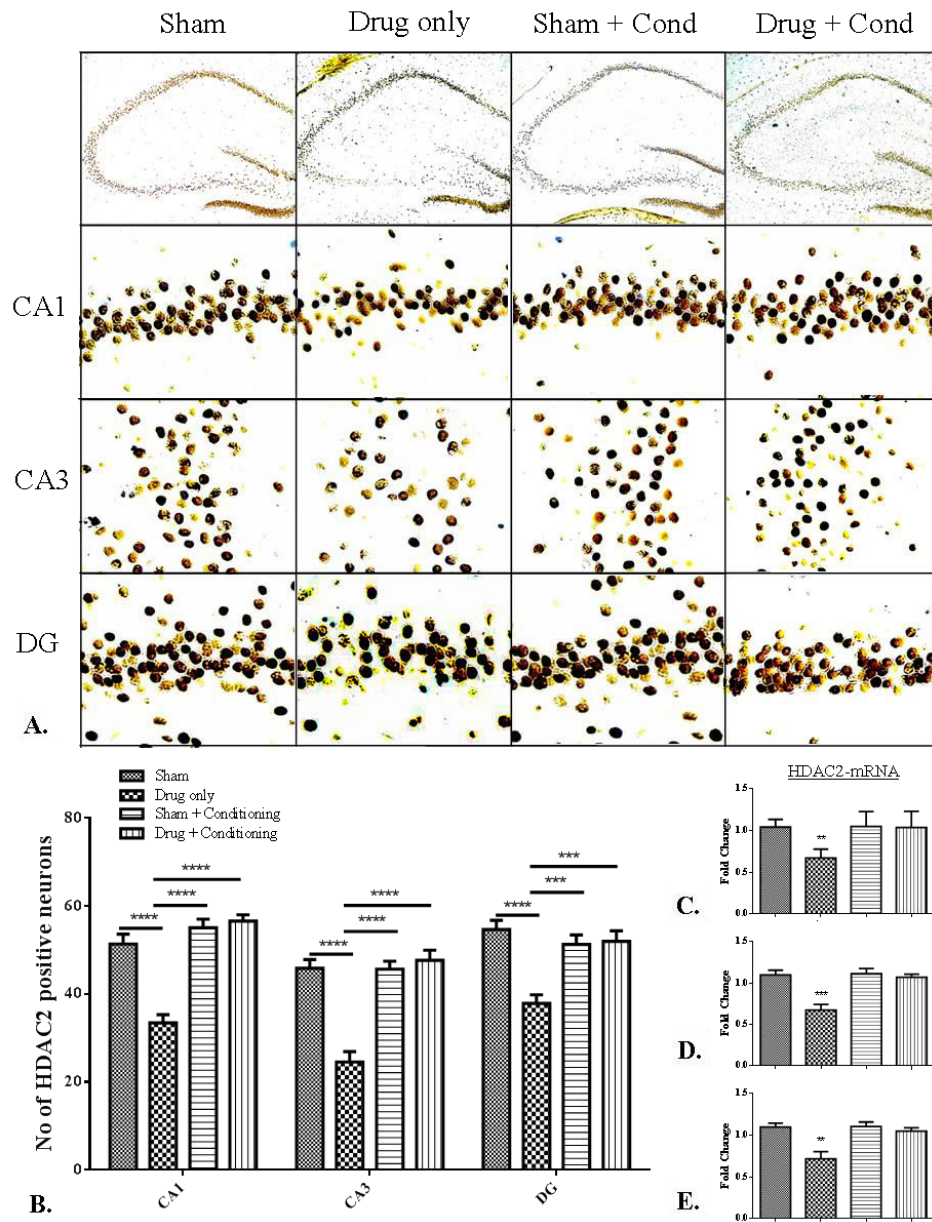 Sham Drug only Sham + Cond Drug + Cond
CA1
CA3
DG
A.
Sham
Drug only
Sham + Conditioning
Drug + Conditioning
No of HDAC2 positive neurons
80
60
40
20
0
**** **** ****
**** **** ****
**** *** ***
CA1 CA3 DG
B.
HDAC2-mRNA
Fold Change
1.5
1.0
0.5
0.0
**
C.
Fold Change
1.5
1.0
0.5
0.0
***
D.
Fold Change
1.5
1.0
0.5
0.0
**
E.